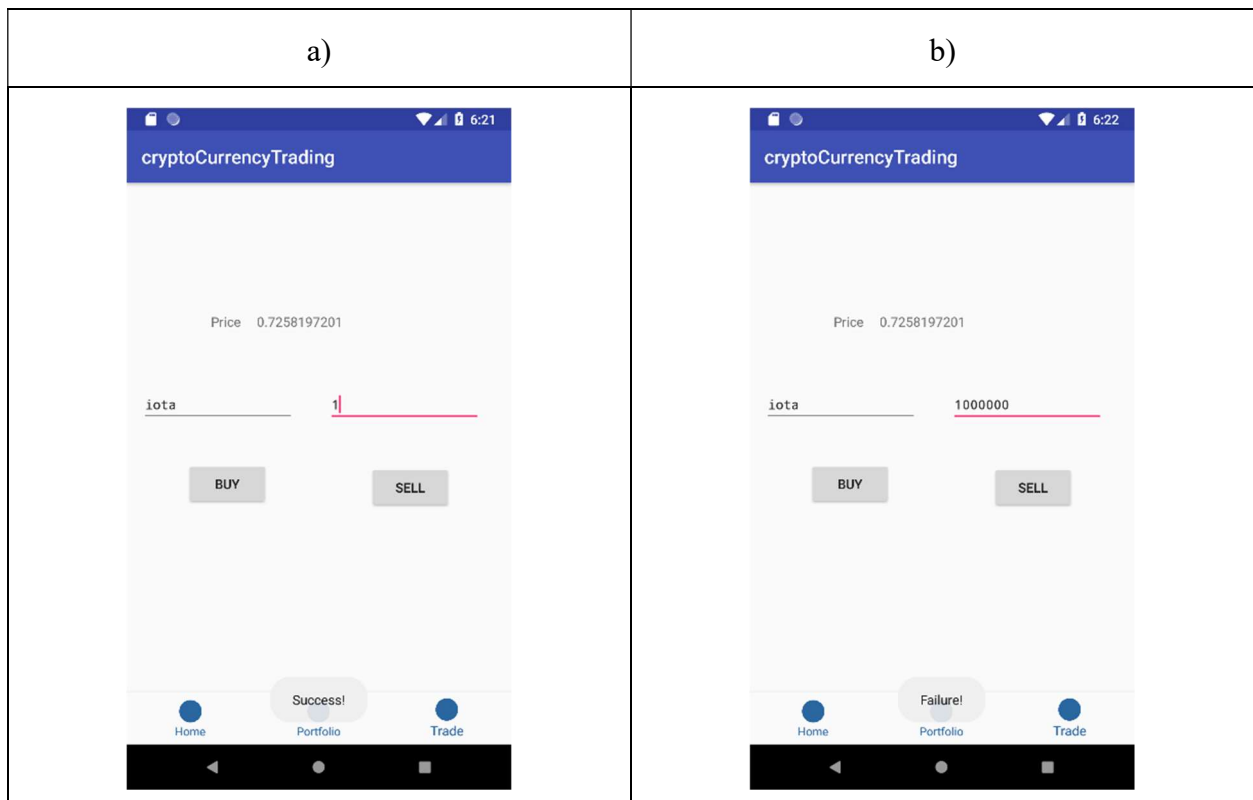 a)
b)
6:21
cryptoCurrencyTrading
Price 0.7258197201
iota 1
BUY SELL
Success!
Home Portfolio Trade
6:22
cryptoCurrencyTrading
Price 0.7258197201
iota 1000000
BUY SELL
Failure!
Home Portfolio Trade